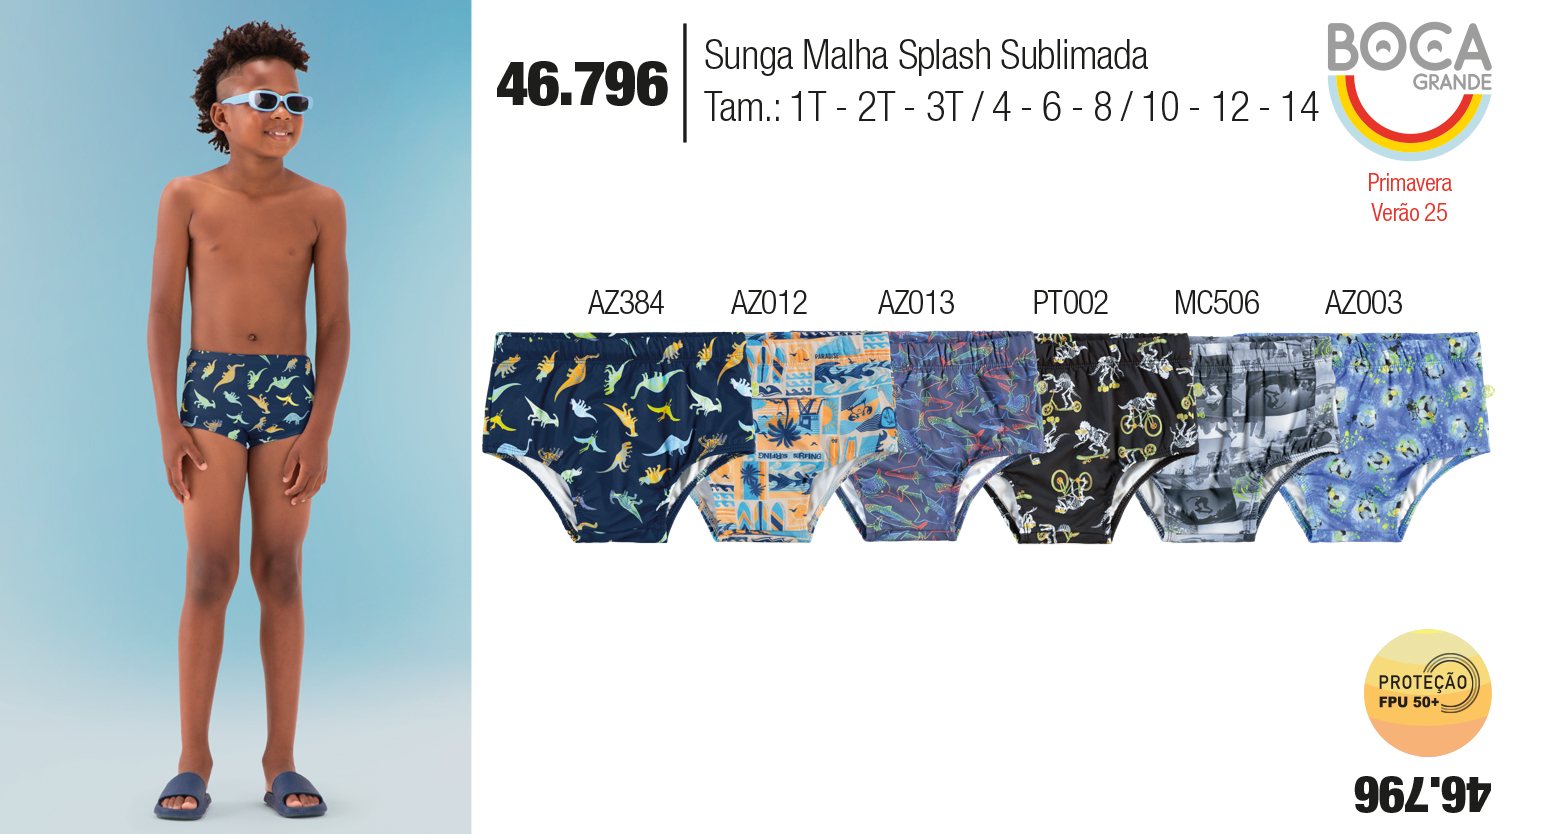 46.796
Sunga Malha Splash Sublimada
Tam.: 1T - 2T - 3T / 4 - 6 - 8 / 10 - 12 - 14
BOCA
GRANDE
Primavera
Verão 25
AZ384
AZ012
AZ013
PT002
MC506
AZ003
PARADISE
PROTEÇÃO
FPU 50+
46.796